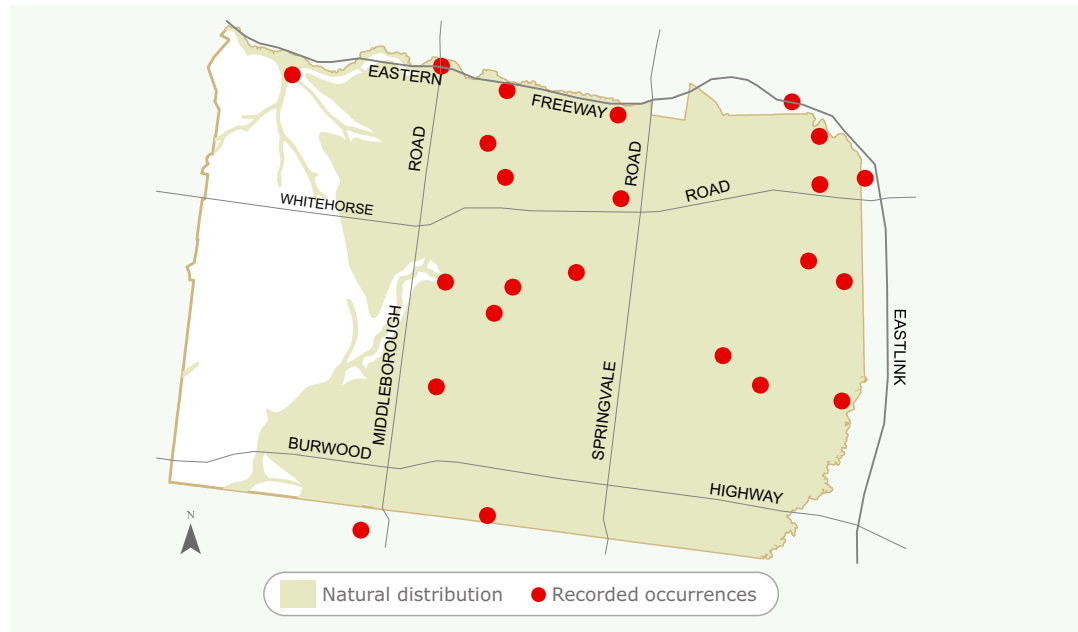 EASTERN
FREEWAY
ROAD
ROAD
ROAD
WHITEHORSE
MIDDLEBOROUGH
SPRINGVALE
EASTLINK
BURWOOD
HIGHWAY
N
Natural distribution
Recorded occurrences